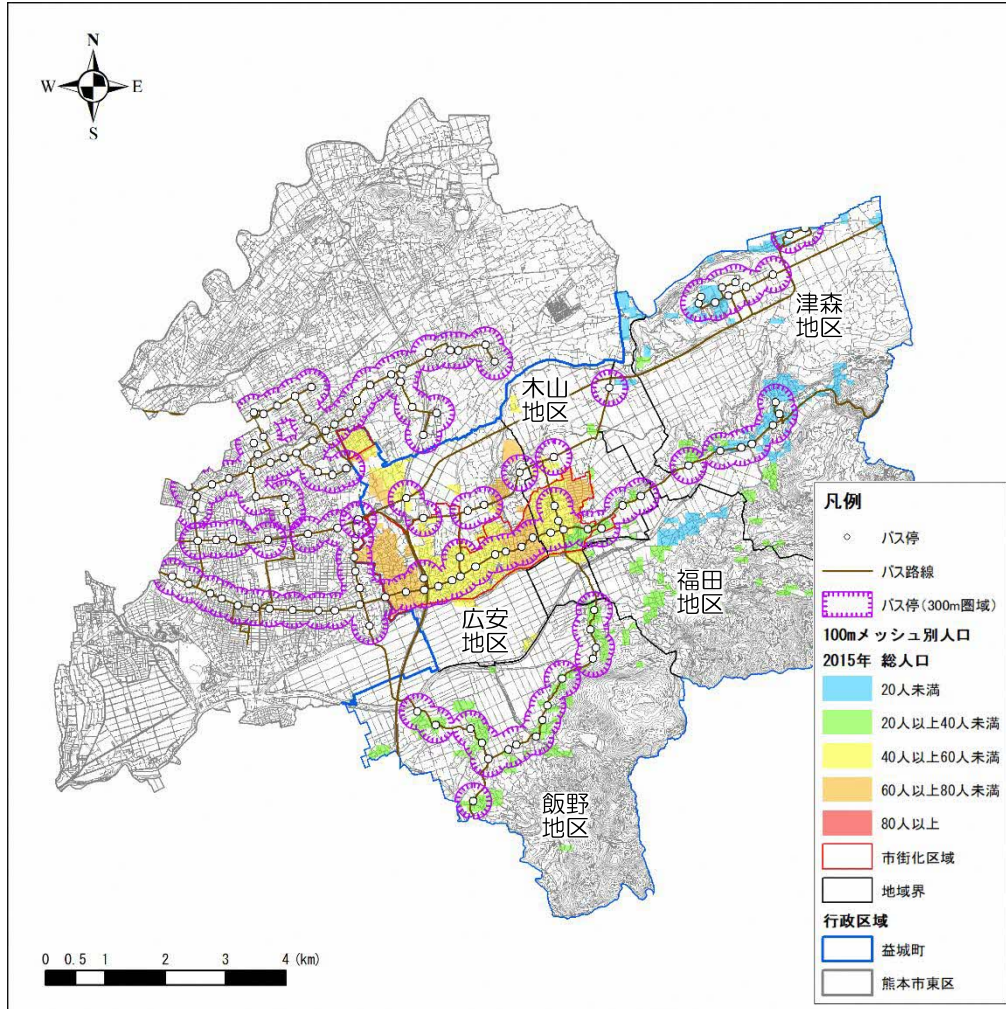 N
W
E
S
津森
地区
木山
地区
福田
地区
広安
地区
飯野
地区
凡例
バス停
バス路線
バス停(300m圏域)
100mメッシュ別人口
2015年 総人口
20人未満
20人以上40人未満
40人以上60人未満
60人以上80人未満
80人以上
市街化区域
地域界
行政区域
益城町
熊本市東区
0 0.5 1 2 3 4 (km)